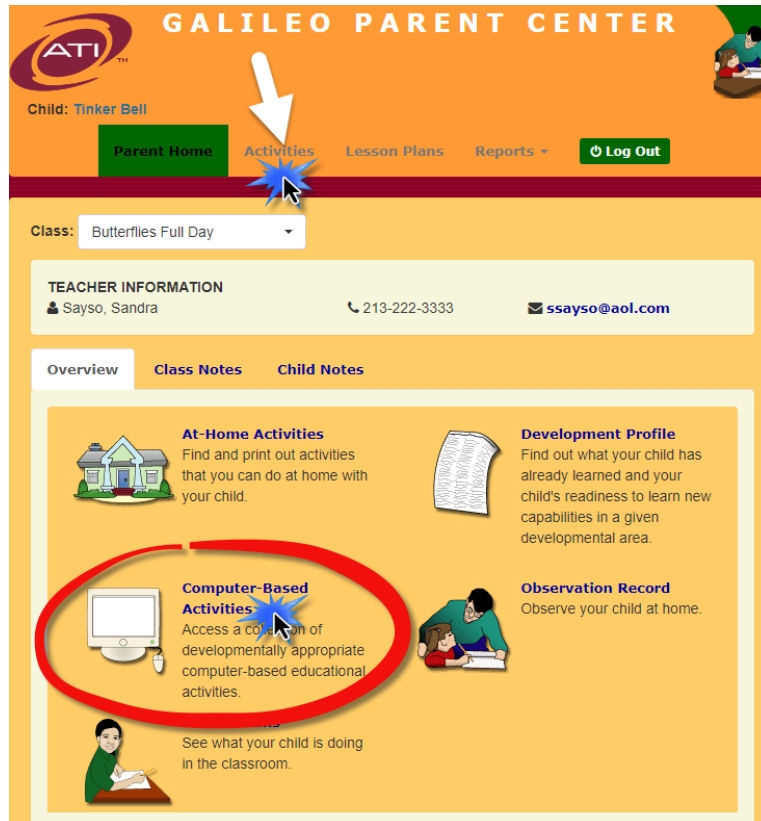 GALILEO PARENT CENTER
ATI TM
Child: Tinker Bell
Parent Home Activities Lesson Plans Reports Log Out
Class: Butterflies Full Day
TEACHER INFORMATION
Sayso, Sandra 213-222-3333 ssayso@aol.com
Overview Class Notes Child Notes
At-Home Activities
Find and print out activities
that you can do at home with
your child.
Development Profile
Find out what your child has
already learned and your
child's readiness to learn new
capabilities in a given
developmental area.
Computer-Based
Activities
Access a of
developmentally appropriate
computer-based educational
activities.
Observation Record
Observe your child at home.
See what your child is doing
in the classroom.